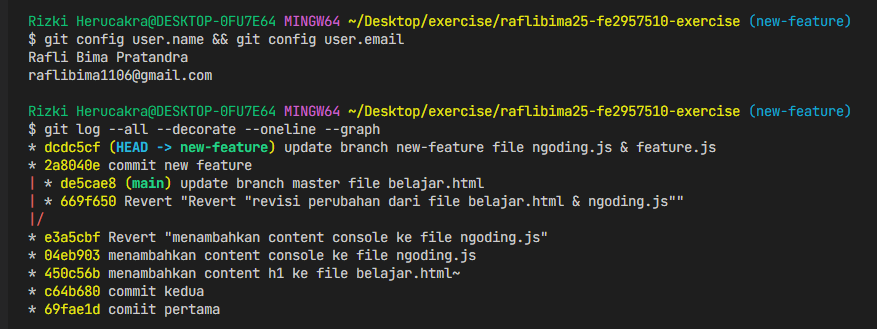 Rizki Herucakra@DESKTOP-0FU7E64 MINGW64 ~/Desktop/exercise/raflibima25-fe2957510-exercise (new-feature)
$ git config user.name && git config user.email
Rafli Bima Pratandra
raflibima1106@gmail.com

Rizki Herucakra@DESKTOP-0FU7E64 MINGW64 ~/Desktop/exercise/raflibima25-fe2957510-exercise (new-feature)
$ git log --all --decorate --oneline --graph
* dcdc5cf (HEAD -> new-feature) update branch new-feature file ngoding.js & feature.js
* 2a8040e commit new feature
| * de5cae8 (main) update branch master file belajar.html
| * 669f650 Revert "Revert "revisi perubahan dari file belajar.html & ngoding.js""
|/
* e3a5cbf Revert "menambahkan content console ke file ngoding.js"
* 04eb903 menambahkan content console ke file ngoding.js
* 450c56b menambahkan content h1 ke file belajar.html~
* c64b680 commit kedua
* 69fae1d comiit pertama